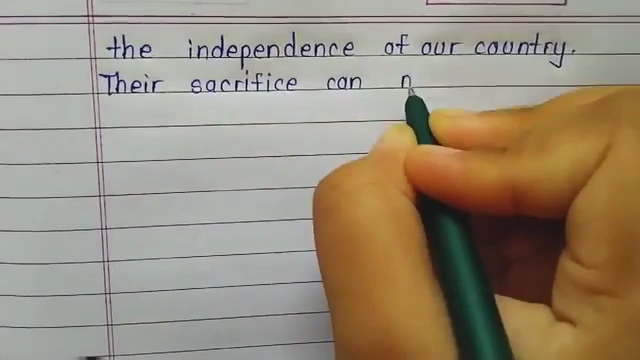 the independence of our country.
Their sacrifice can n